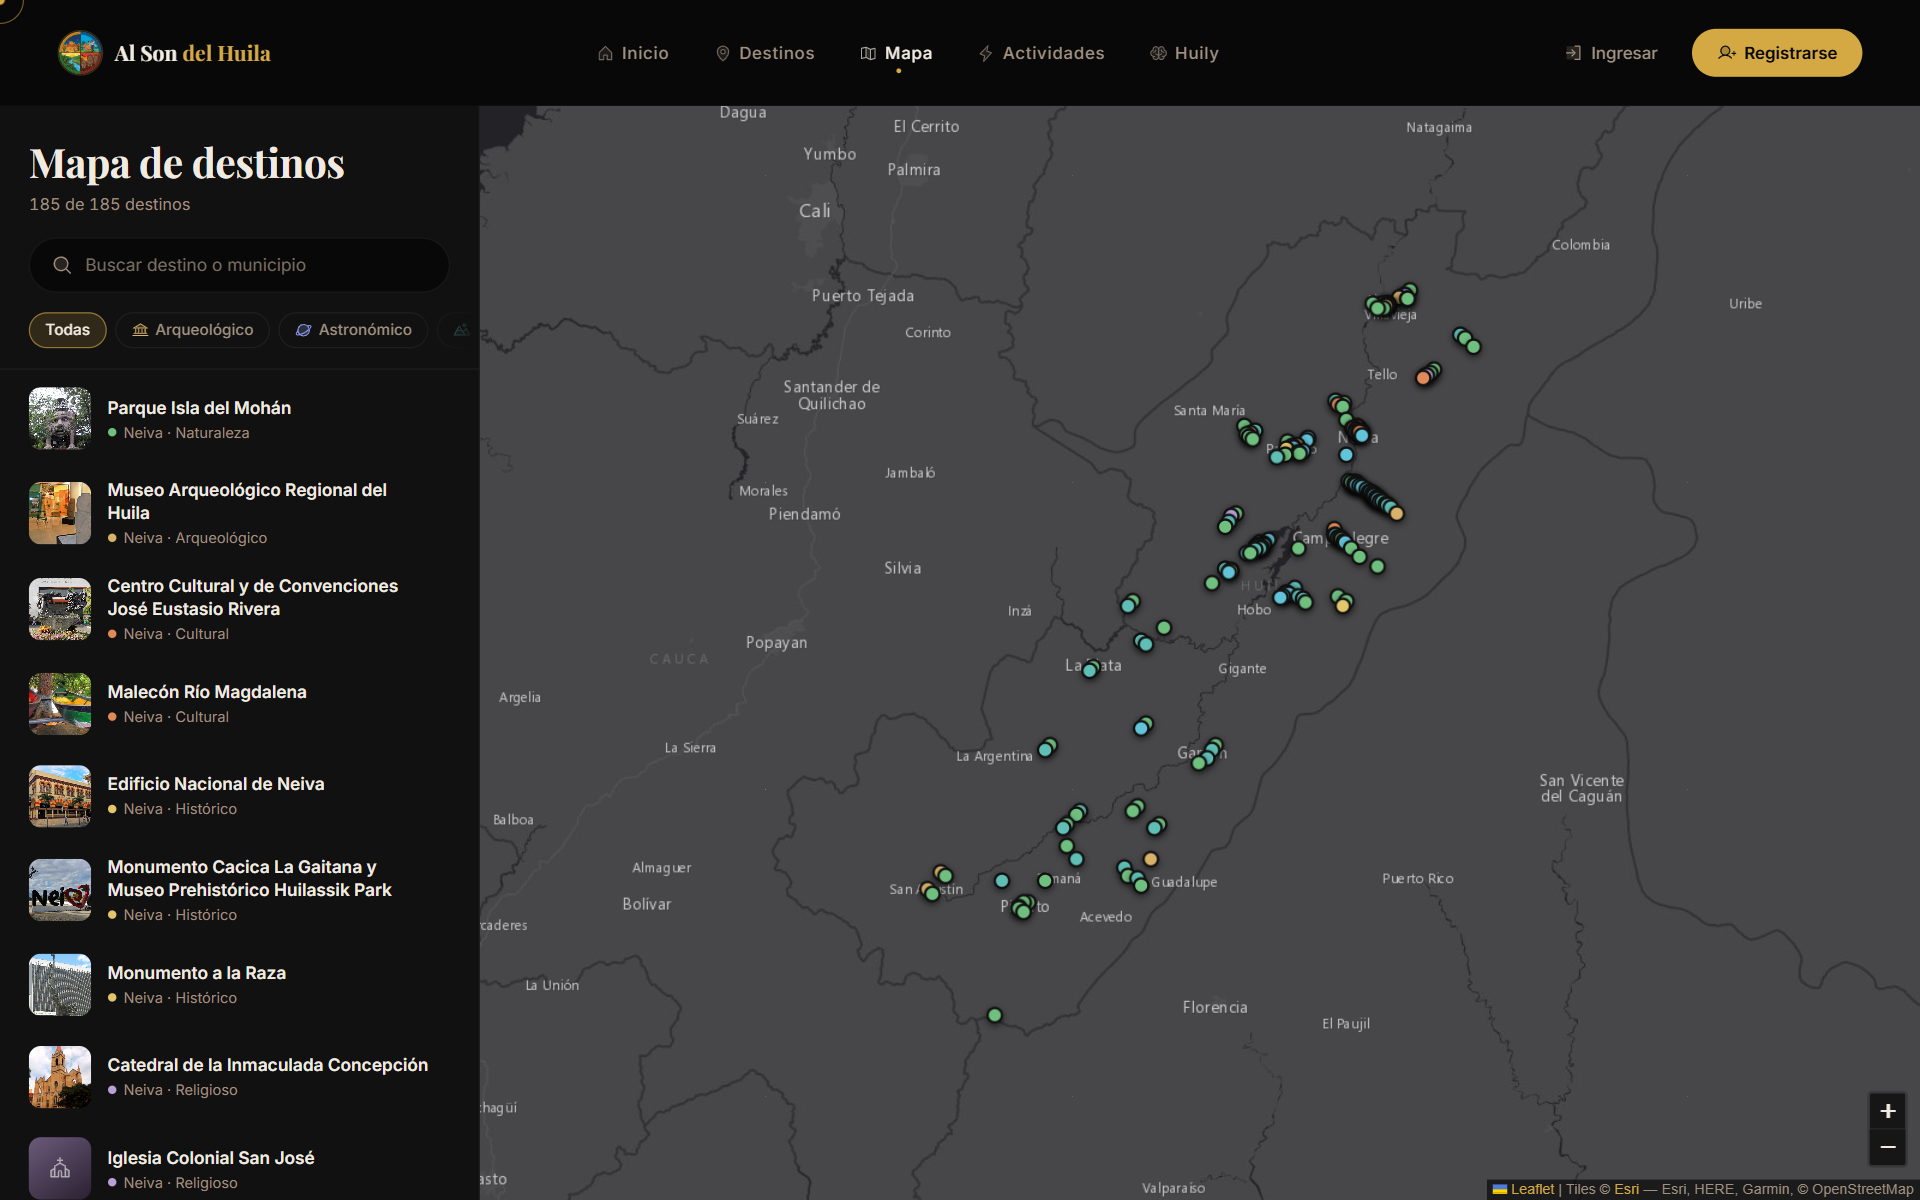 Al Son del Huila
Inicio
Destinos
Mapa
Actividades
Huily
Ingresar
Registrarse
Mapa de destinos
185 de 185 destinos
Buscar destino o municipio
Todas
Arqueológico
Astronómico
Parque Isla del Mohán
Neiva · Naturaleza
Museo Arqueológico Regional del
Huila
Neiva · Arqueológico
Centro Cultural y de Convenciones
José Eustasio Rivera
Neiva · Cultural
Malecón Río Magdalena
Neiva · Cultural
Edificio Nacional de Neiva
Neiva · Histórico
Monumento Cacica La Gaitana y
Museo Prehistórico Huilassik Park
Neiva · Histórico
Monumento a la Raza
Neiva · Histórico
Catedral de la Inmaculada Concepción
Neiva · Religioso
Iglesia Colonial San José
Neiva · Religioso
Dagua
El Cerrito
Natagaima
Yumbo
Palmira
Cali
Colombia
Puerto Tejada
Uribe
Corinto
Tello
Santander de
Quilichao
Santa María
Suárez
Jambaló
Morales
Piendamó
Silvia
Inzá
Hobo
Popayan
CAUCA
Gigante
Argelia
La Sierra
La Argentina
San Vicente
del Caguán
Balboa
Almaguer
Puerto Rico
Guadalupe
Bolívar
Acevedo
La Unión
Florencia
El Paujil
Valparaíso
+
−
Leaflet | Tiles © Esri — Esri, HERE, Garmin, © OpenStreetMap